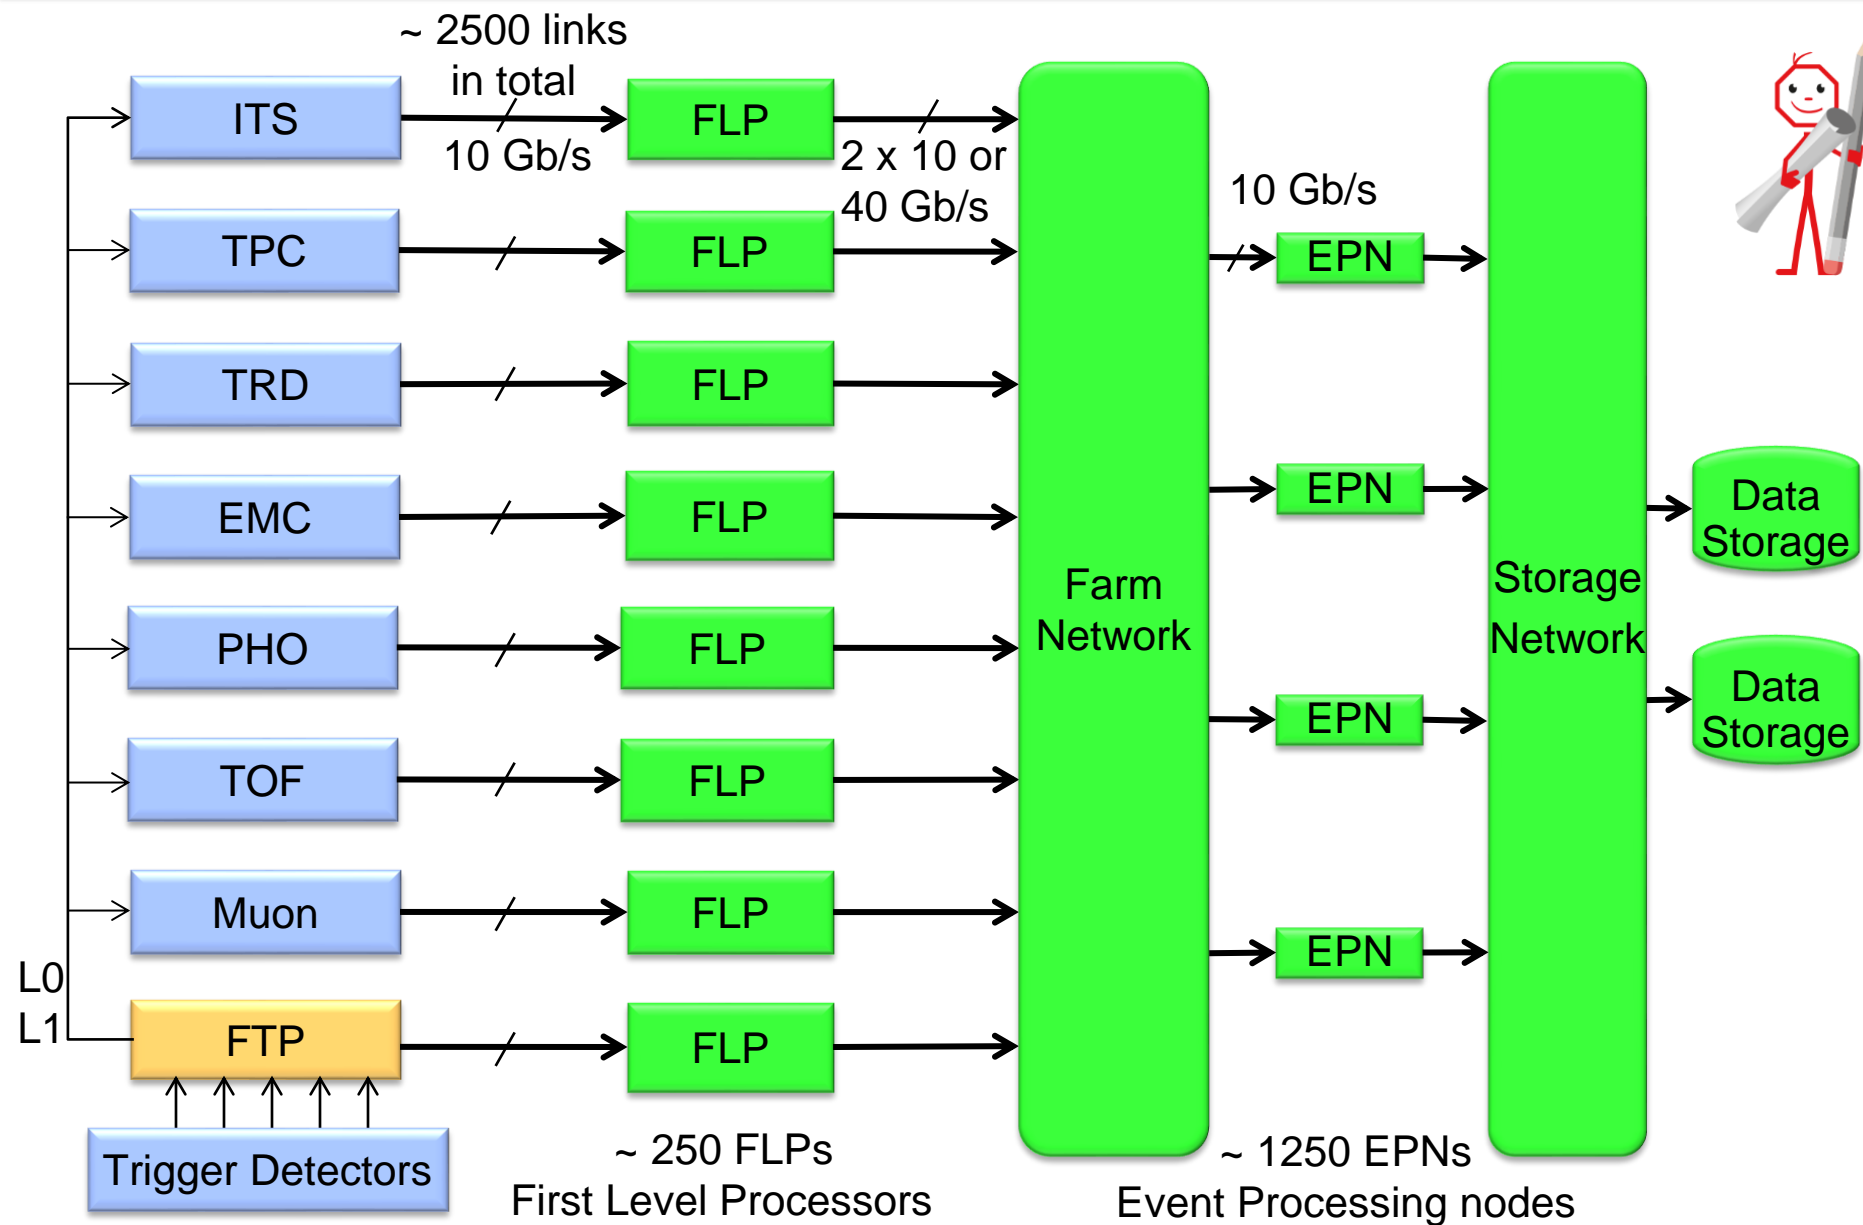 ~ 2500 links
in total
10 Gb/s
ITS
FLP
2 x 10 or
40 Gb/s
10 Gb/s
TPC
FLP
EPN
TRD
FLP
EMC
FLP
EPN
Data
Storage
Farm
Network
Storage
Network
PHO
FLP
EPN
Data
Storage
TOF
FLP
Muon
FLP
EPN
L0
L1
FTP
FLP
Trigger Detectors
~ 250 FLPs
First Level Processors
~ 1250 EPNs
Event Processing nodes